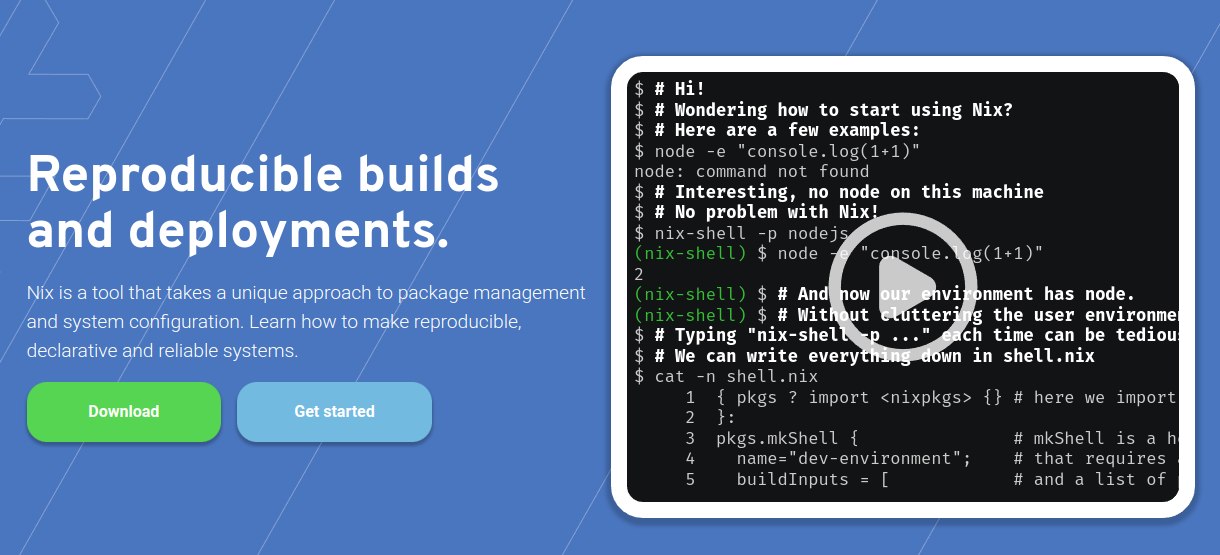 Reproducible builds
and deployments.
Nix is a tool that takes a unique approach to package management
and system configuration. Learn how to make reproducible,
declarative and reliable systems.
Download
Get started
$ # Hi!
$ # Wondering how to start using Nix?
$ # Here are a few examples:
$ node -e "console.log(1+1)"
node: command not found
$ # Interesting, no node on this machine
$ # No problem with Nix!
$ nix-shell -p nodejs
(nix-shell) $ node -e "console.log(1+1)"
2
(nix-shell) $ # And now our environment has node.
(nix-shell) $ # Without cluttering the user environme
$ # Typing "nix-shell -p ..." each time can be tedious
$ # We can write everything down in shell.nix
$ cat -n shell.nix
1 { pkgs ? import <nixpkgs> {} # here we import
2 }:
3 pkgs.mkShell { # mkShell is a
4 name="dev-environment"; # that requires
5 buildInputs = [ # and a list of